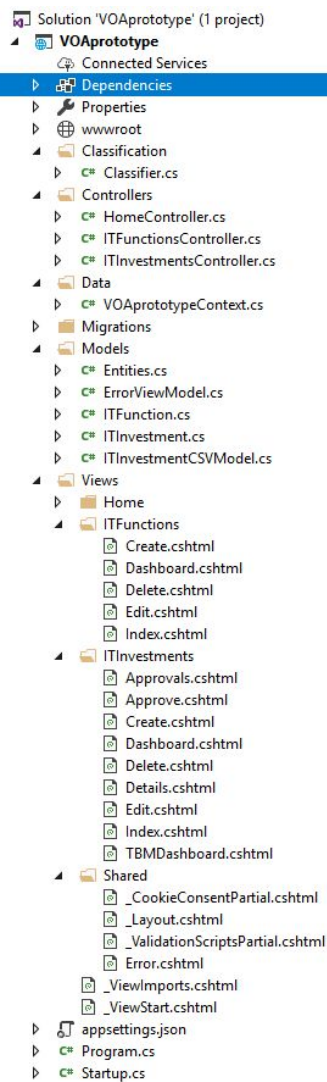 Solution 'VOAprototype' (1 project)
VOAprototype
Connected Services
Dependencies
Properties
wwwroot
Classification
C# Classifier.cs
Controllers
C# HomeController.cs
C# ITFunctionsController.cs
C# ITInvestmentsController.cs
Data
C# VOAprototypeContext.cs
Migrations
Models
C# Entities.cs
C# ErrorViewModel.cs
C# ITFunction.cs
C# ITInvestment.cs
C# ITInvestmentCSVModel.cs
Views
Home
ITFunctions
Create.cshtml
Dashboard.cshtml
Delete.cshtml
Edit.cshtml
Index.cshtml
ITInvestments
Approvals.cshtml
Approve.cshtml
Create.cshtml
Dashboard.cshtml
Delete.cshtml
Details.cshtml
Edit.cshtml
Index.cshtml
TBMDashboard.cshtml
Shared
_CookieConsentPartial.cshtml
_Layout.cshtml
_ValidationScriptsPartial.cshtml
Error.cshtml
_ViewImports.cshtml
_ViewStart.cshtml
appsettings.json
C# Program.cs
C# Startup.cs